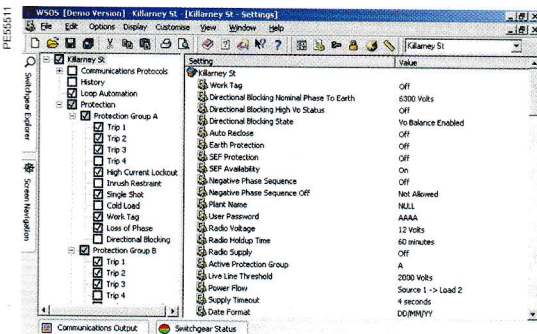 PE55511
WSOS [Demo Version] Killarney St - [Killarney St - Settings]
File Edit Options Display Customise View Window Help
Killarney St
Switchgear Explorer
Screen Navigation
Killarney St
Communications Protocols
History
Loop Automation
Protection
Protection Group A
Trip 1
Trip 2
Trip 3
Trip 4
High Current Lockout
Inrush Restraint
Single Shot
Cold Load
Work Tag
Loss of Phase
Directional Blocking
Protection Group B
Trip 1
Trip 2
Trip 3
Trip 4
Setting Value
Killarney St
Work Tag Off
Directional Blocking Nominal Phase To Earth 6300 Volts
Directional Blocking High Vo Status Off
Directional Blocking State Vo Balance Enabled
Auto Reclose Off
Earth Protection Off
SEF Protection Off
SEF Availability On
Negative Phase Sequence Off
Negative Phase Sequence Off Not Allowed
Plant Name NULL
User Password AAAA
Radio Voltage 12 Volts
Radio Holdup Time 60 minutes
Radio Supply Off
Active Protection Group A
Live Line Threshold 2000 Volts
Power Flow Source 1 -> Load 2
Supply Timeout 4 seconds
Date Format DD/MM/YY
Communications Output Switchgear Status